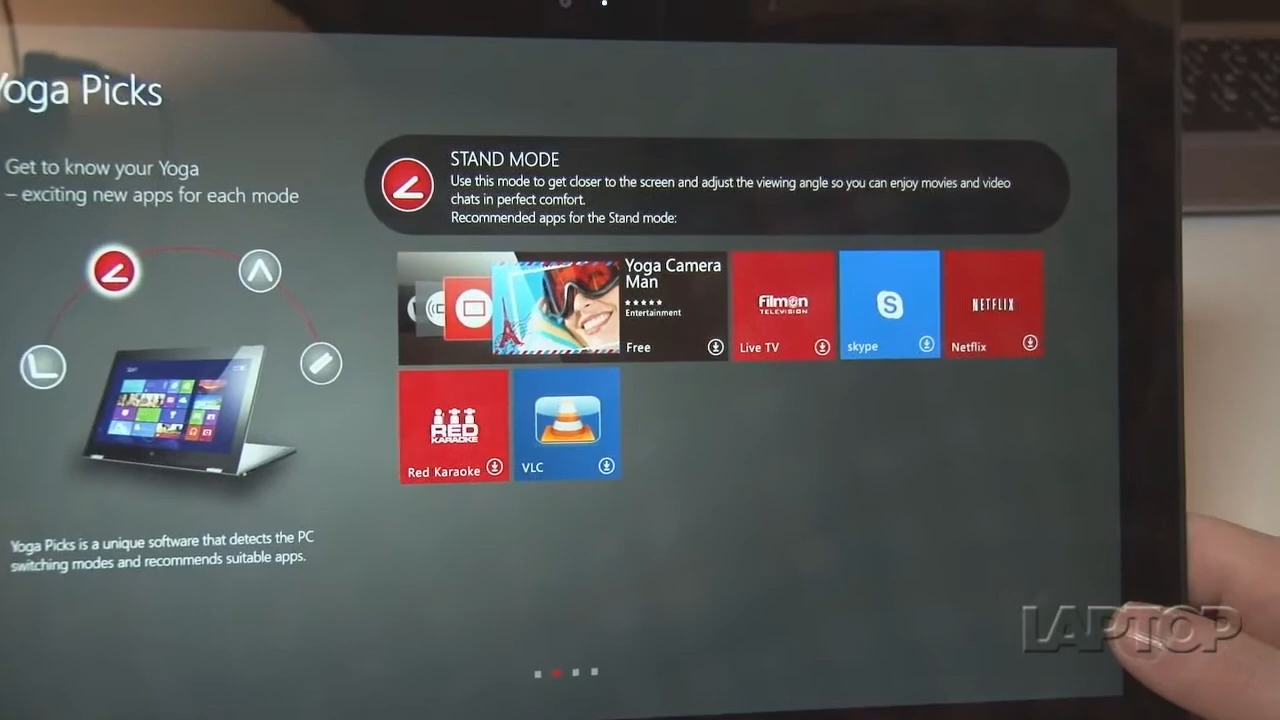 Yoga Picks
Get to know your Yoga
– exciting new apps for each mode
STAND MODE
Use this mode to get closer to the screen and adjust the viewing angle so you can enjoy movies and video
chats in perfect comfort.
Recommended apps for the Stand mode:
Yoga Camera
Man
Entertainment
Free
Filmon
TELEVISION
Live TV
skype
NETFLIX
Netflix
RED
KARAOKE
Red Karaoke
VLC
Start
Yoga Picks is a unique software that detects the PC
switching modes and recommends suitable apps.
LAPTOP